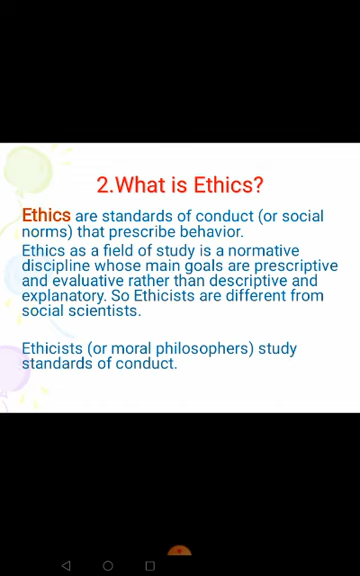 2.What is Ethics?
Ethics are standards of conduct (or social
norms) that prescribe behavior.
Ethics as a field of study is a normative
discipline whose main goals are prescriptive
and evaluative rather than descriptive and
explanatory. So Ethicists are different from
social scientists.
Ethicists (or moral philosophers) study
standards of conduct.